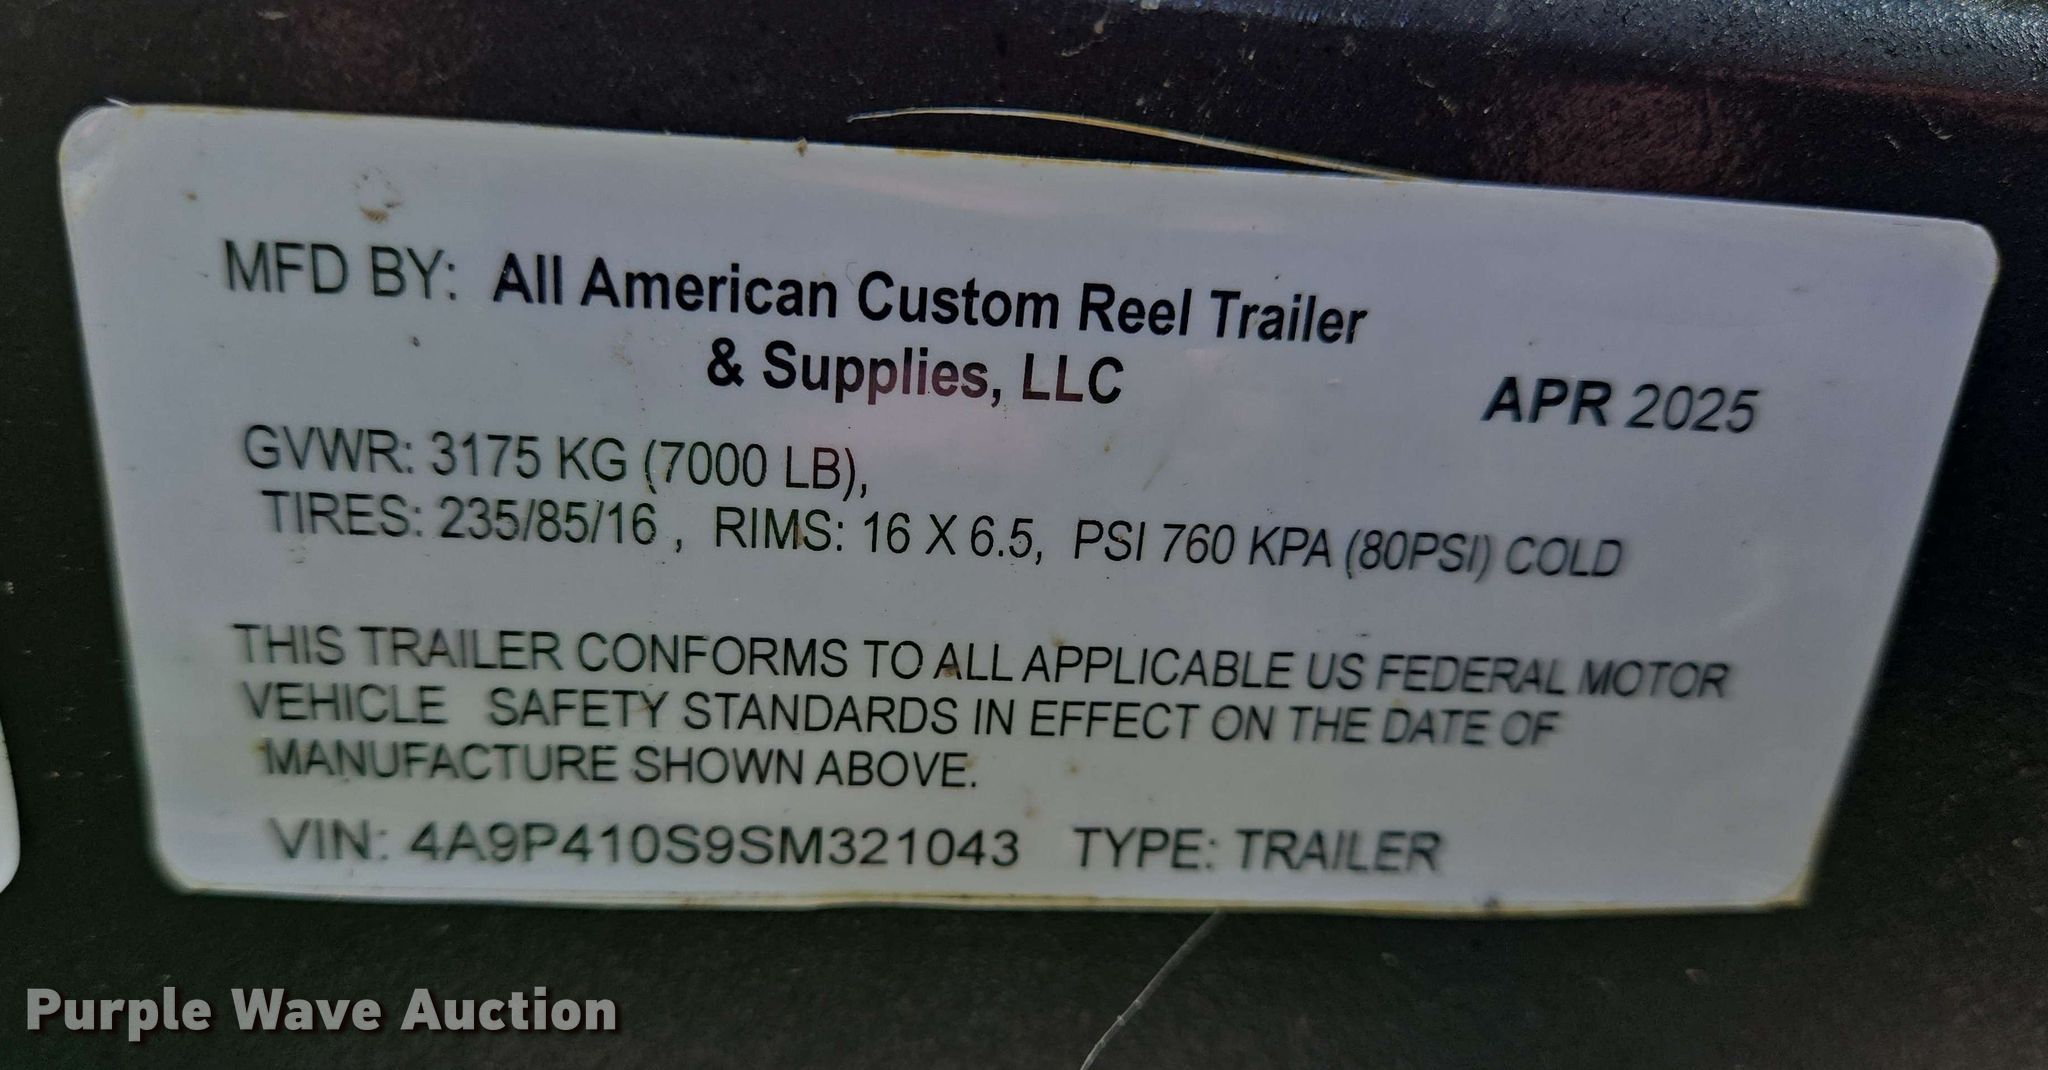 MFD BY: All American Custom Reel Trailer
& Supplies, LLC
APR 2025
GVWR: 3175 KG (7000 LB),
TIRES: 235/85/16 , RIMS: 16 X 6.5, PSI 760 KPA (80PSI) COLD
THIS TRAILER CONFORMS TO ALL APPLICABLE US FEDERAL MOTOR
VEHICLE SAFETY STANDARDS IN EFFECT ON THE DATE OF
MANUFACTURE SHOWN ABOVE.
VIN: 4A9P410S9SM321043 TYPE: TRAILER
Purple Wave Auction